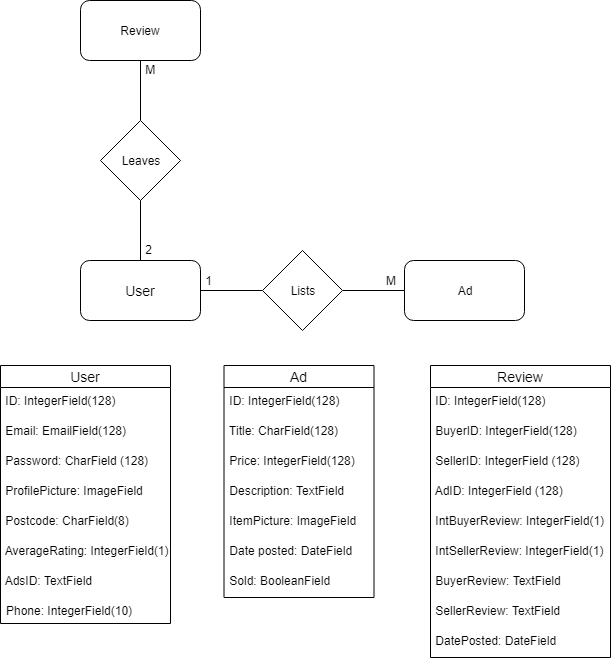 Review
M
Leaves
2
User
1
Lists
M
Ad
User
ID: IntegerField(128)
Email: EmailField(128)
Password: CharField (128)
ProfilePicture: ImageField
Postcode: CharField(8)
AverageRating: IntegerField(1)
AdsID: TextField
Phone: IntegerField(10)
Ad
ID: IntegerField(128)
Title: CharField(128)
Price: IntegerField(128)
Description: TextField
ItemPicture: ImageField
Date posted: DateField
Sold: BooleanField
Review
ID: IntegerField(128)
BuyerID: IntegerField(128)
SellerID: IntegerField (128)
AdID: IntegerField (128)
IntBuyerReview: IntegerField(1)
IntSellerReview: IntegerField(1)
BuyerReview: TextField
SellerReview: TextField
DatePosted: DateField